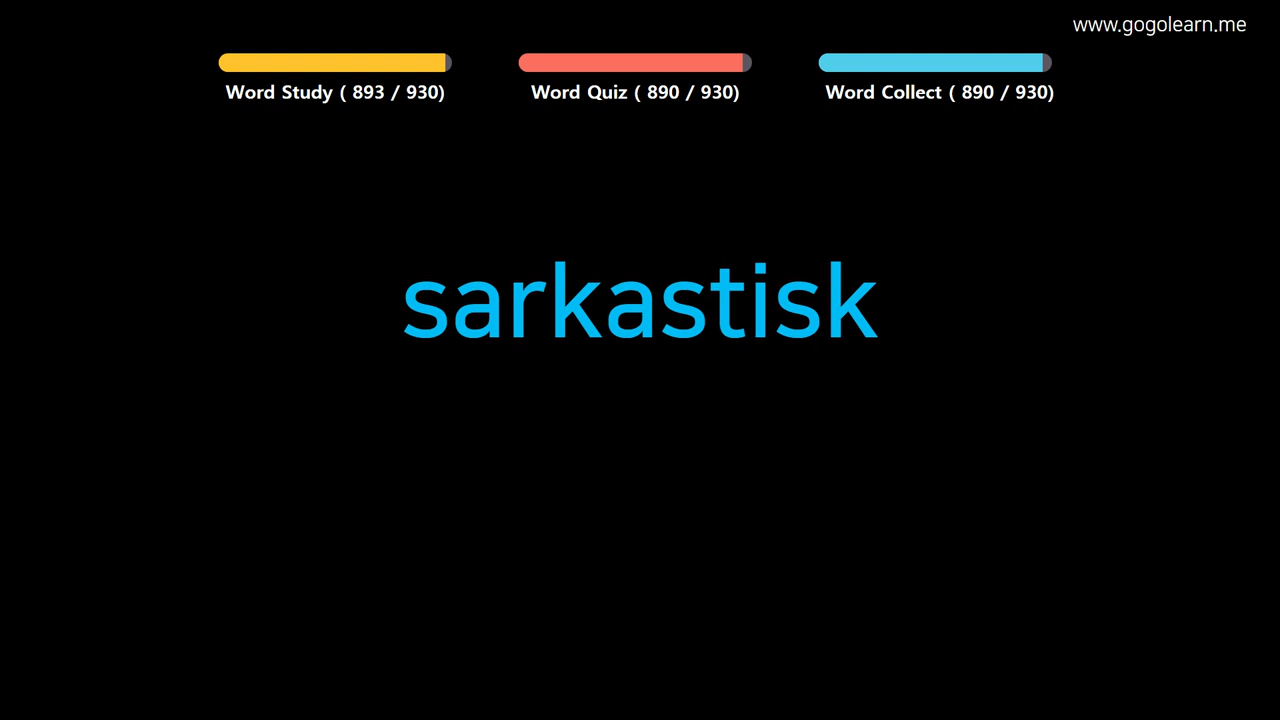 www.gogolearn.me
Word Study ( 893 / 930)
Word Quiz ( 890 / 930)
Word Collect ( 890 / 930)
sarkastisk